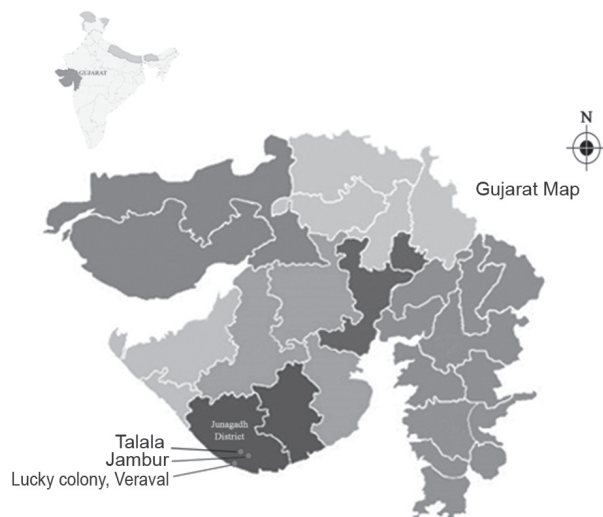 GUJARAT
N
Gujarat Map
Junagadh
District
Talala
Jambur
Lucky colony, Veraval